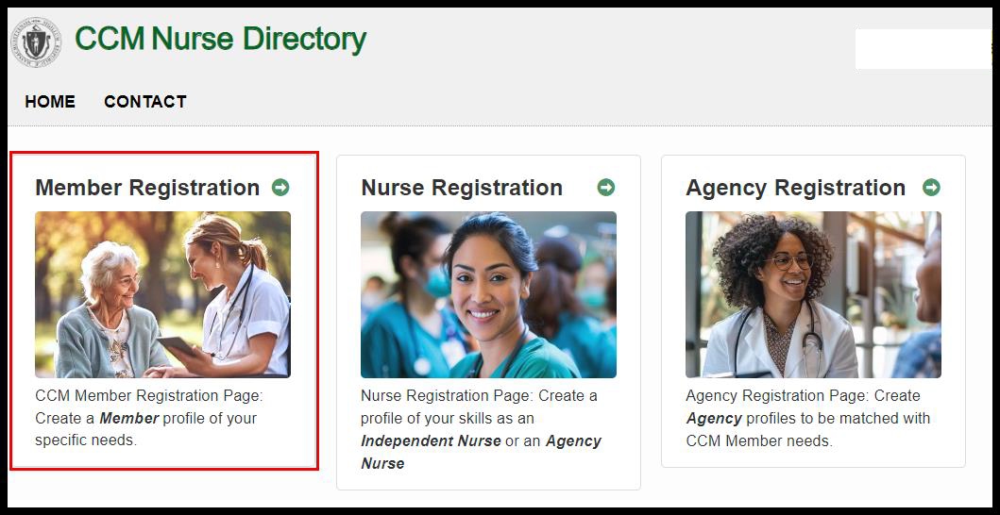 CCM Nurse Directory
HOME CONTACT
Member Registration
CCM Member Registration Page:
Create a Member profile of your
specific needs.
Nurse Registration
Nurse Registration Page: Create a
profile of your skills as an
Independent Nurse or an Agency
Nurse
Agency Registration
Agency Registration Page: Create
Agency profiles to be matched with
CCM Member needs.